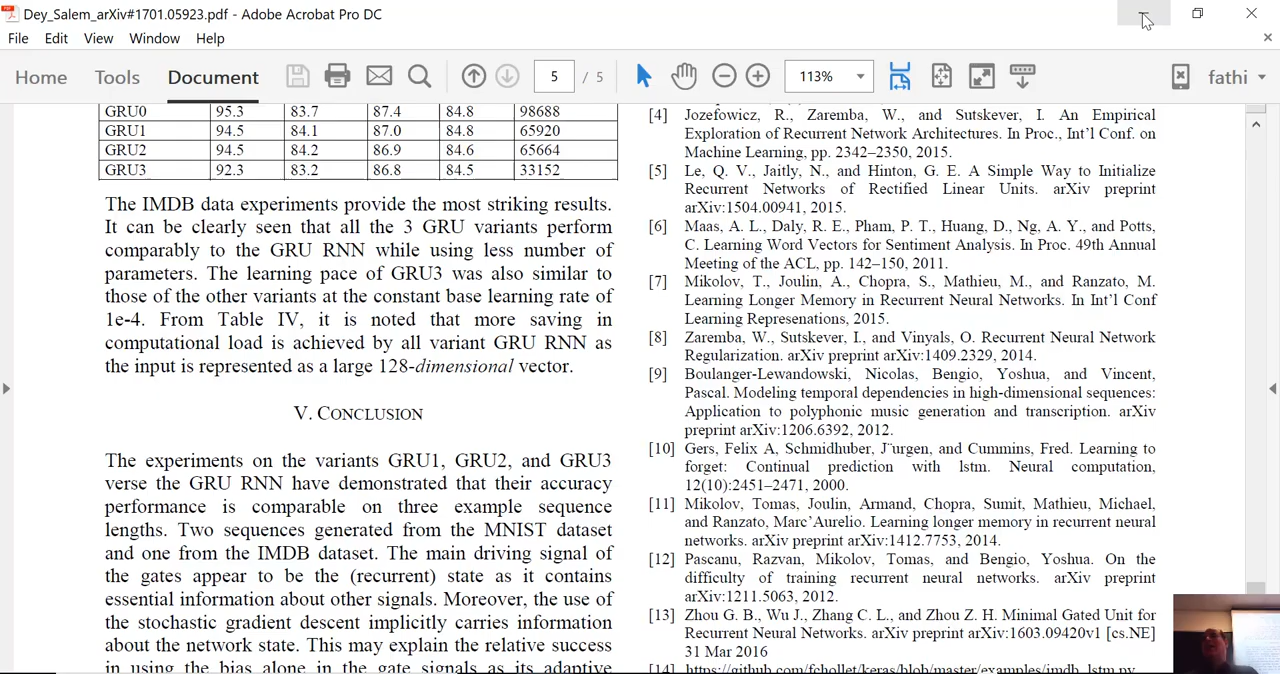 Dey_Salem_arXiv#1701.05923.pdf - Adobe Acrobat Pro DC
File Edit View Window Help
Home Tools Document 5 / 5 113% fathi
GRU0 95.3 83.7 87.4 84.8 98688
GRU1 94.5 84.1 87.0 84.8 65920
GRU2 94.5 84.2 86.9 84.6 65664
GRU3 92.3 83.2 86.8 84.5 33152
The IMDB data experiments provide the most striking results.
It can be clearly seen that all the 3 GRU variants perform
comparably to the GRU RNN while using less number of
parameters. The learning pace of GRU3 was also similar to
those of the other variants at the constant base learning rate of
1e-4. From Table IV, it is noted that more saving in
computational load is achieved by all variant GRU RNN as
the input is represented as a large 128-dimensional vector.
V. CONCLUSION
The experiments on the variants GRU1, GRU2, and GRU3
verse the GRU RNN have demonstrated that their accuracy
performance is comparable on three example sequence
lengths. Two sequences generated from the MNIST dataset
and one from the IMDB dataset. The main driving signal of
the gates appear to be the (recurrent) state as it contains
essential information about other signals. Moreover, the use of
the stochastic gradient descent implicitly carries information
about the network state. This may explain the relative success
in using the bias alone in the gate signals as its adaptive
[4] Jozefowicz, R., Zaremba, W., and Sutskever, I. An Empirical
Exploration of Recurrent Network Architectures. In Proc., Int'l Conf. on
Machine Learning, pp. 2342–2350, 2015.
[5] Le, Q. V., Jaitly, N., and Hinton, G. E. A Simple Way to Initialize
Recurrent Networks of Rectified Linear Units. arXiv preprint
arXiv:1504.00941, 2015.
[6] Maas, A. L., Daly, R. E., Pham, P. T., Huang, D., Ng, A. Y., and Potts,
C. Learning Word Vectors for Sentiment Analysis. In Proc. 49th Annual
Meeting of the ACL, pp. 142–150, 2011.
[7] Mikolov, T., Joulin, A., Chopra, S., Mathieu, M., and Ranzato, M.
Learning Longer Memory in Recurrent Neural Networks. In Int'l Conf
Learning Represenations, 2015.
[8] Zaremba, W., Sutskever, I., and Vinyals, O. Recurrent Neural Network
Regularization. arXiv preprint arXiv:1409.2329, 2014.
[9] Boulanger-Lewandowski, Nicolas, Bengio, Yoshua, and Vincent,
Pascal. Modeling temporal dependencies in high-dimensional sequences:
Application to polyphonic music generation and transcription. arXiv
preprint arXiv:1206.6392, 2012.
[10] Gers, Felix A, Schmidhuber, J¨urgen, and Cummins, Fred. Learning to
forget: Continual prediction with lstm. Neural computation,
12(10):2451–2471, 2000.
[11] Mikolov, Tomas, Joulin, Armand, Chopra, Sumit, Mathieu, Michael,
and Ranzato, Marc'Aurelio. Learning longer memory in recurrent neural
networks. arXiv preprint arXiv:1412.7753, 2014.
[12] Pascanu, Razvan, Mikolov, Tomas, and Bengio, Yoshua. On the
difficulty of training recurrent neural networks. arXiv preprint
arXiv:1211.5063, 2012.
[13] Zhou G. B., Wu J., Zhang C. L., and Zhou Z. H. Minimal Gated Unit for
Recurrent Neural Networks. arXiv preprint arXiv:1603.09420v1 [cs.NE]
31 Mar 2016
[14] https://github.com/fchollet/keras/blob/master/examples/imdb_lstm.py